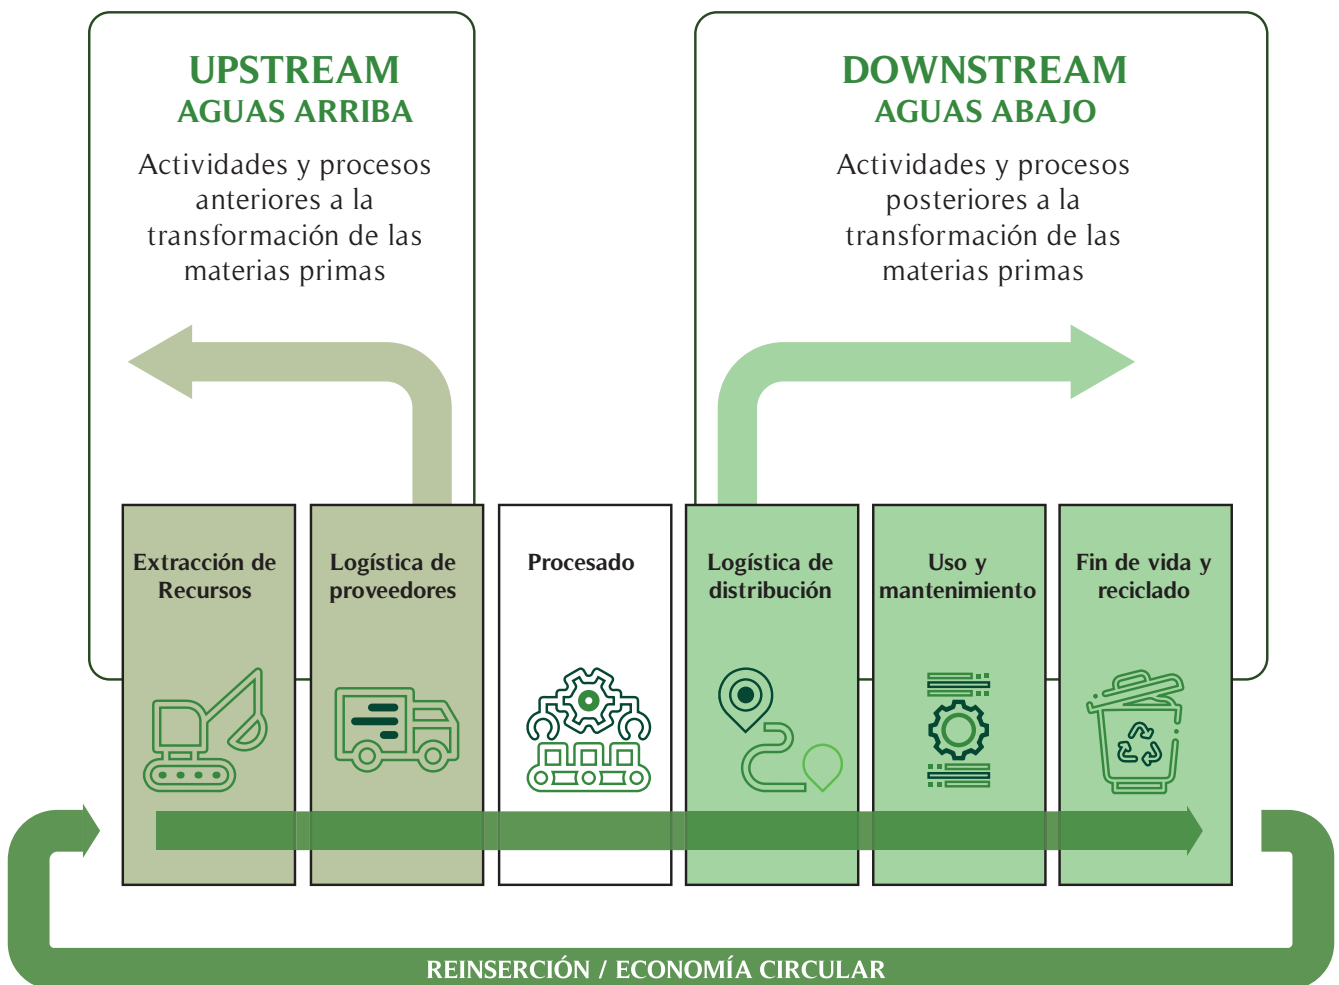 UPSTREAM
AGUAS ARRIBA
Actividades y procesos
anteriores a la
transformación de las
materias primas
DOWNSTREAM
AGUAS ABAJO
Actividades y procesos
posteriores a la
transformación de las
materias primas
Extracción de
Recursos
Logística de
proveedores
Procesado
Logística de
distribución
Uso y
mantenimiento
Fin de vida y
reciclado
REINSERCIÓN / ECONOMÍA CIRCULAR